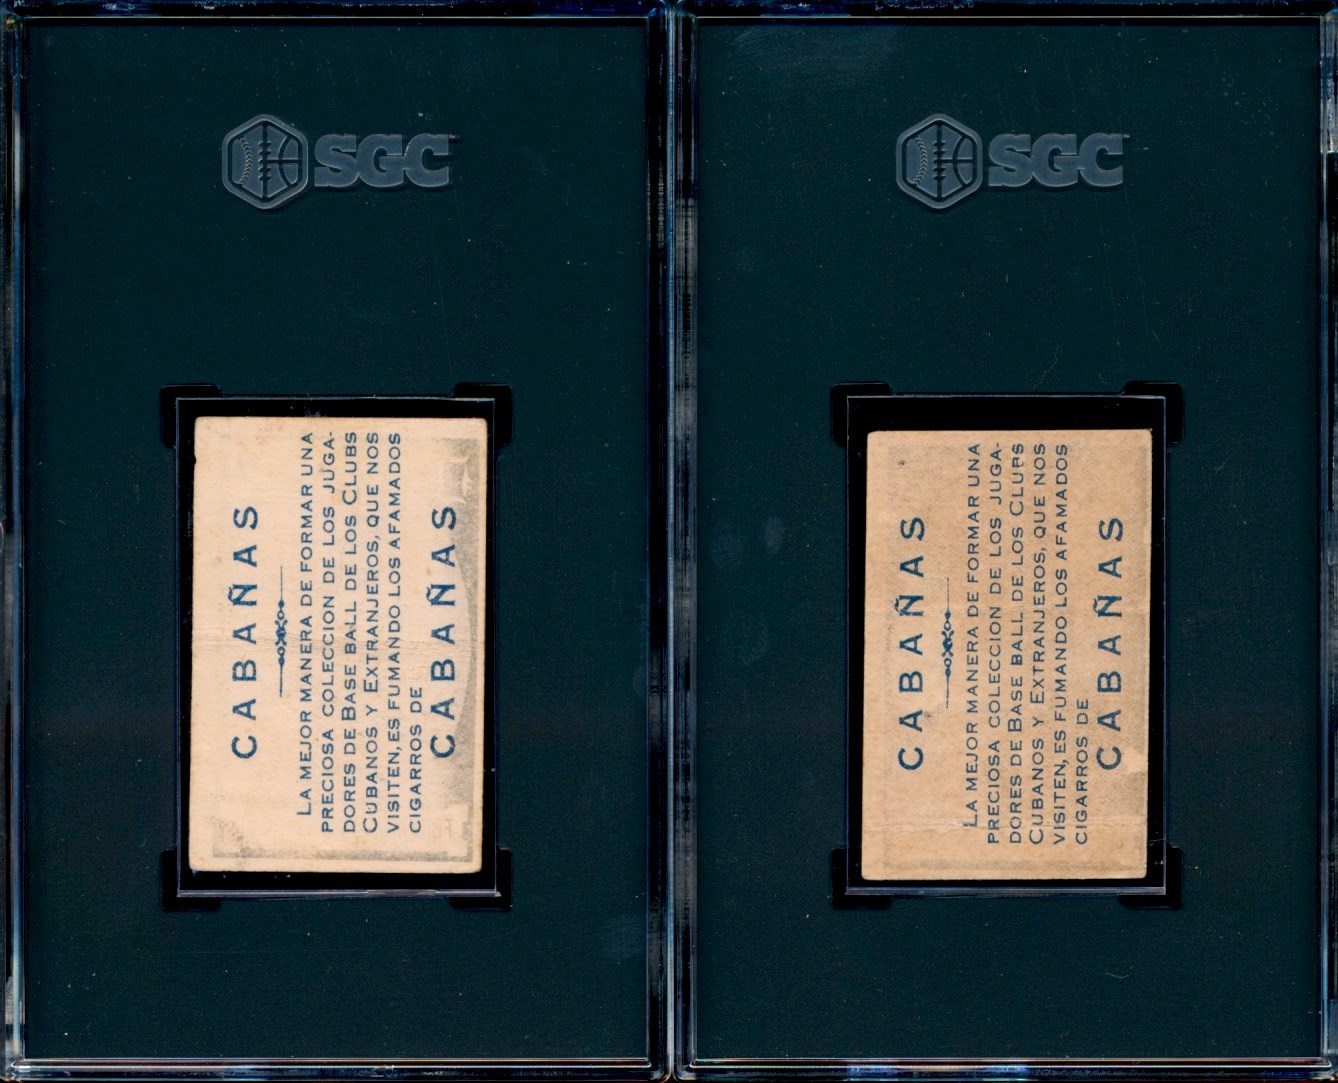 SGC
CABAÑAS
LA MEJOR MANERA DE FORMAR UNA
PRECIOSA COLECCION DE LOS JUGA-
DORES DE BASE BALL DE LOS CLUBS
CUBANOS Y EXTRANJEROS, QUE NOS
VISITEN, ES FUMANDO LOS AFAMADOS
CIGARROS DE
CABAÑAS
SGC
CABAÑAS
LA MEJOR MANERA DE FORMAR UNA
PRECIOSA COLECCION DE LOS JUGA-
DORES DE BASE BALL DE LOS CLUPS
CUBANOS Y EXTRANJEROS, QUE NOS
VISITEN, ES FUMANDO LOS AFAMADOS
CIGARROS DE
CABAÑAS